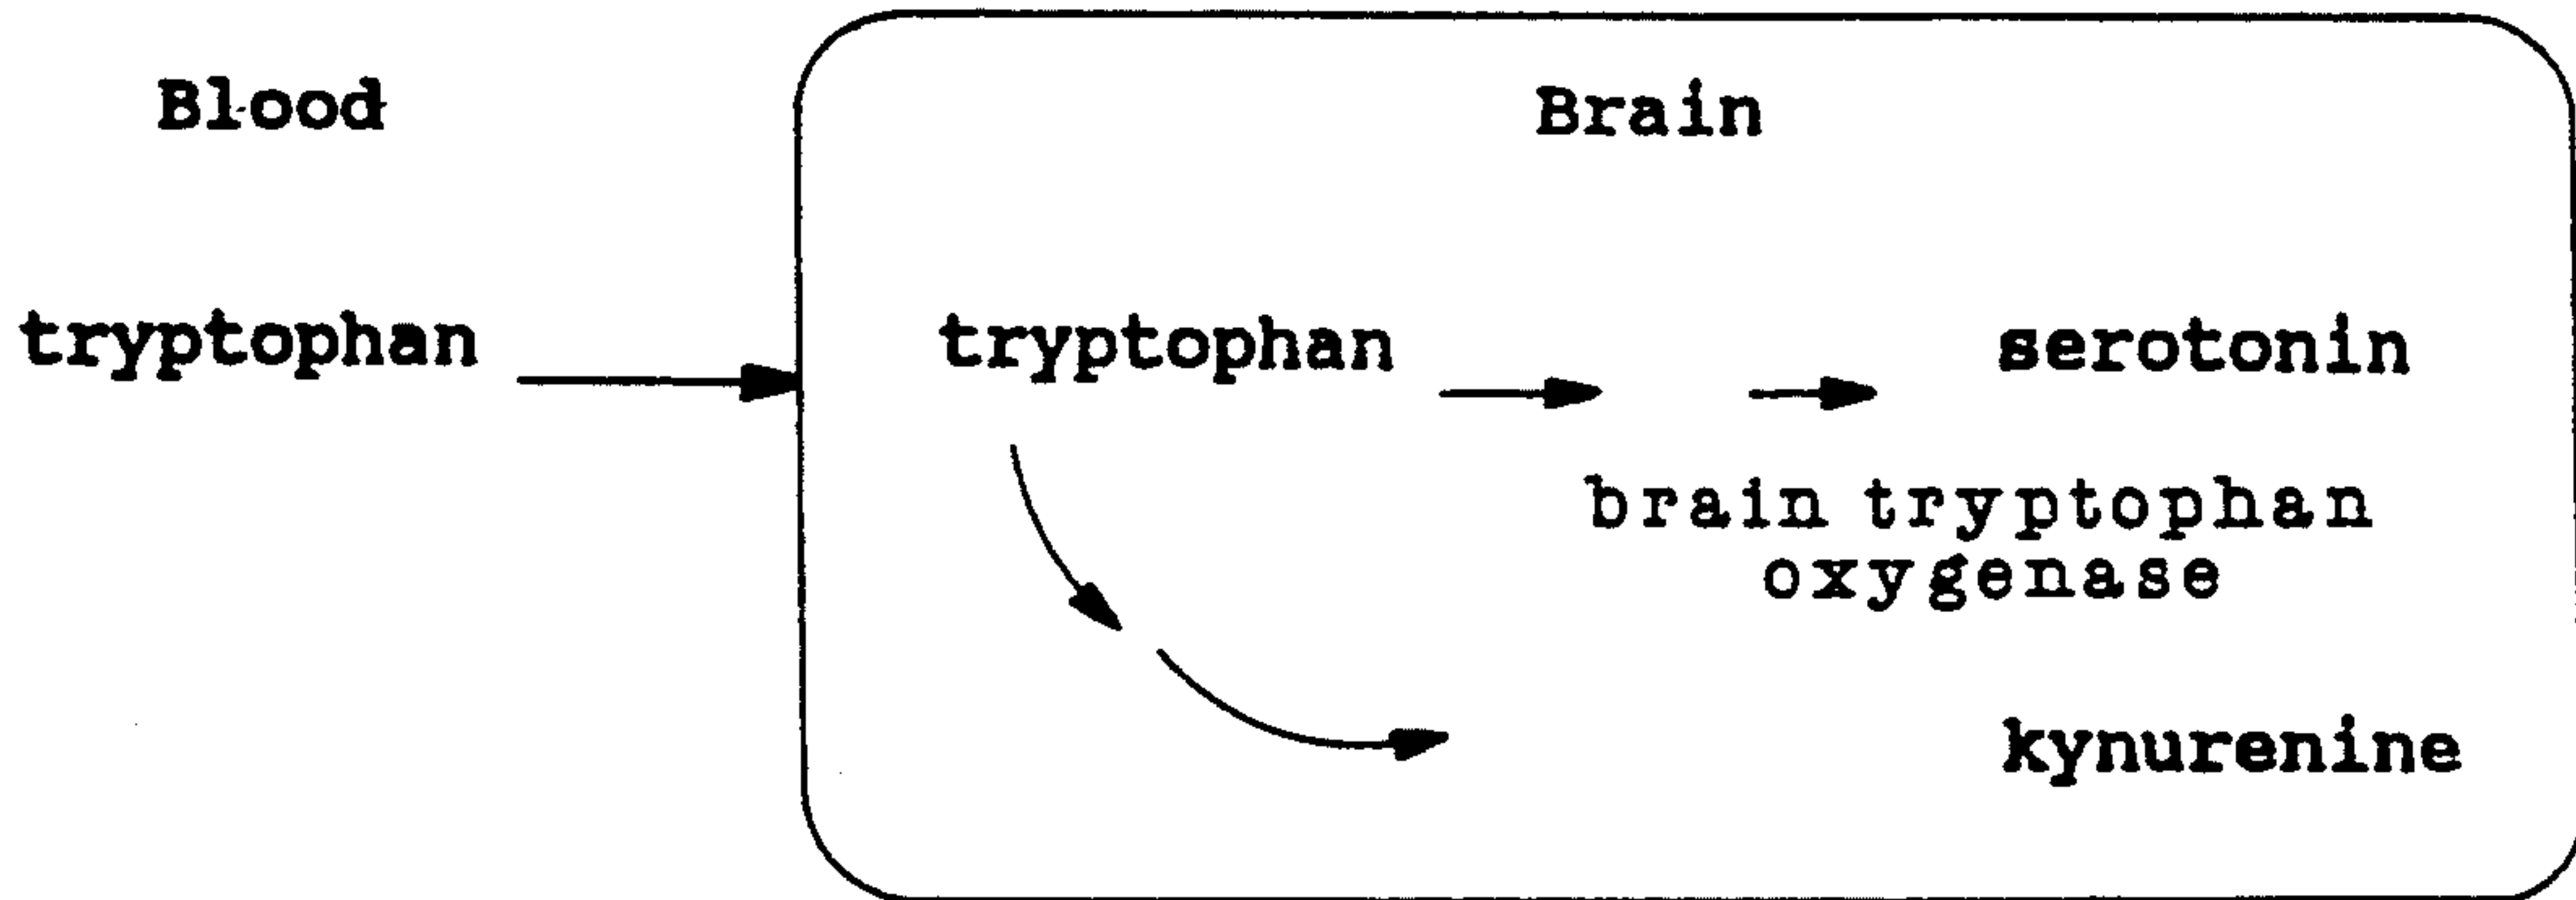 Blood
Brain
tryptophan
tryptophan
serotonin
brain tryptophan
oxygenase
kynurenine